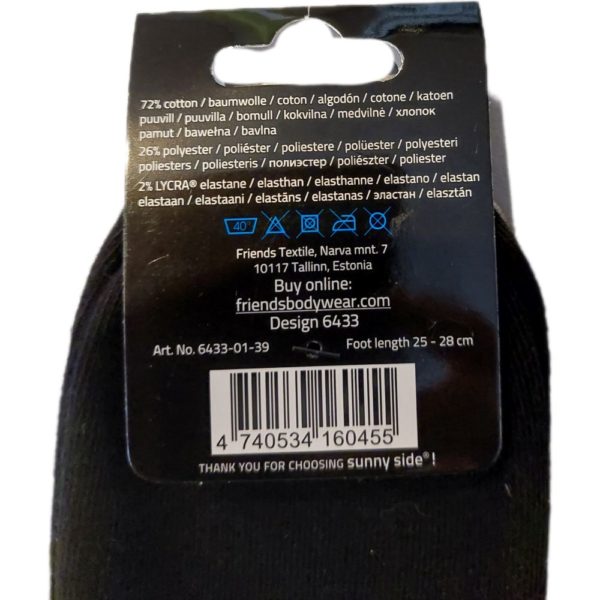 72% cotton / baumwolle / coton / algodón / cotone / katoen
puuvill / puuvilla / bomull / kokvilna / medvilnė / хлопок
pamut / bawełna / bavlna
26% polyester / poliéster / poliestere / polüester / polyesteri
poliesters / poliesteris / полиэстер / poliészter / poliester
2% LYCRA® elastane / elasthan / elasthanne / elastano / elastan
elastaan / elastaani / elastāns / elastanas / эластан / elasztán
40°
Friends Textile, Narva mnt. 7
10117 Tallinn, Estonia
Buy online:
friendsbodywear.com
Design 6433
Art. No. 6433-01-39 Foot length 25 - 28 cm
4 740534 160455
THANK YOU FOR CHOOSING sunny side®!